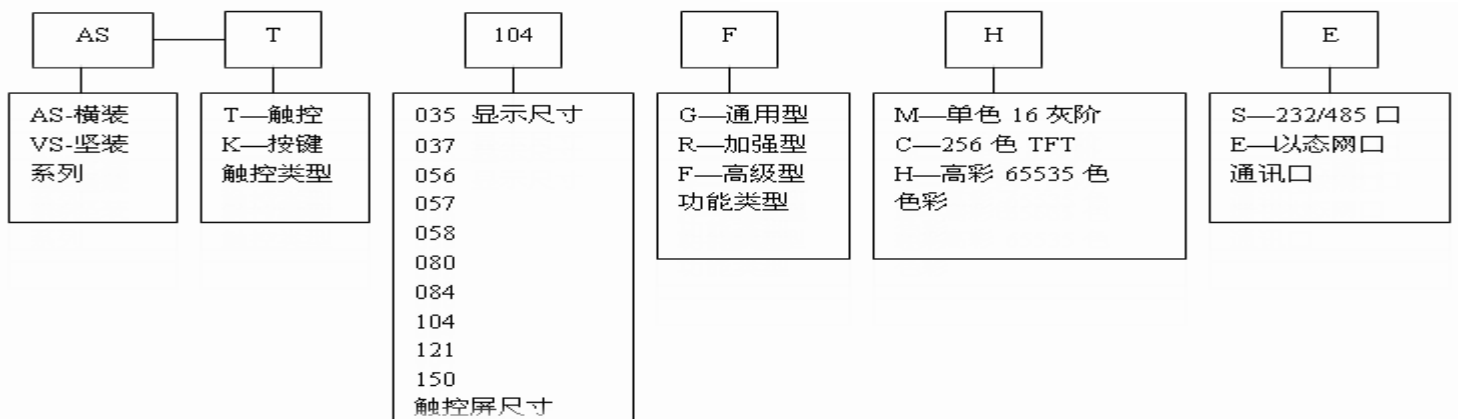 AS
T
104
F
H
E
AS-横装
VS-坚装
系列
T—触控
K—按键
触控类型
035 显示尺寸
037
056
057
058
080
084
104
121
150
触控屏尺寸
G—通用型
R—加强型
F—高级型
功能类型
M—单色 16 灰阶
C—256 色 TFT
H—高彩 65535 色
色彩
S—232/485 口
E—以态网口
通讯口